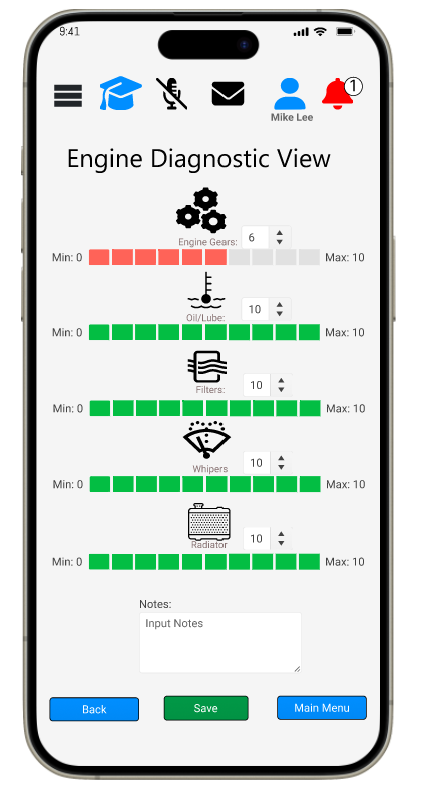 9:41
1
Mike Lee
Engine Diagnostic View
Engine Gears: 6
Min: 0 Max: 10
Oil/Lube:: 10
Min: 0 Max: 10
Filters: 10
Min: 0 Max: 10
Whipers 10
Min: 0 Max: 10
Radiator 10
Min: 0 Max: 10
Notes:
Input Notes
Back Save Main Menu